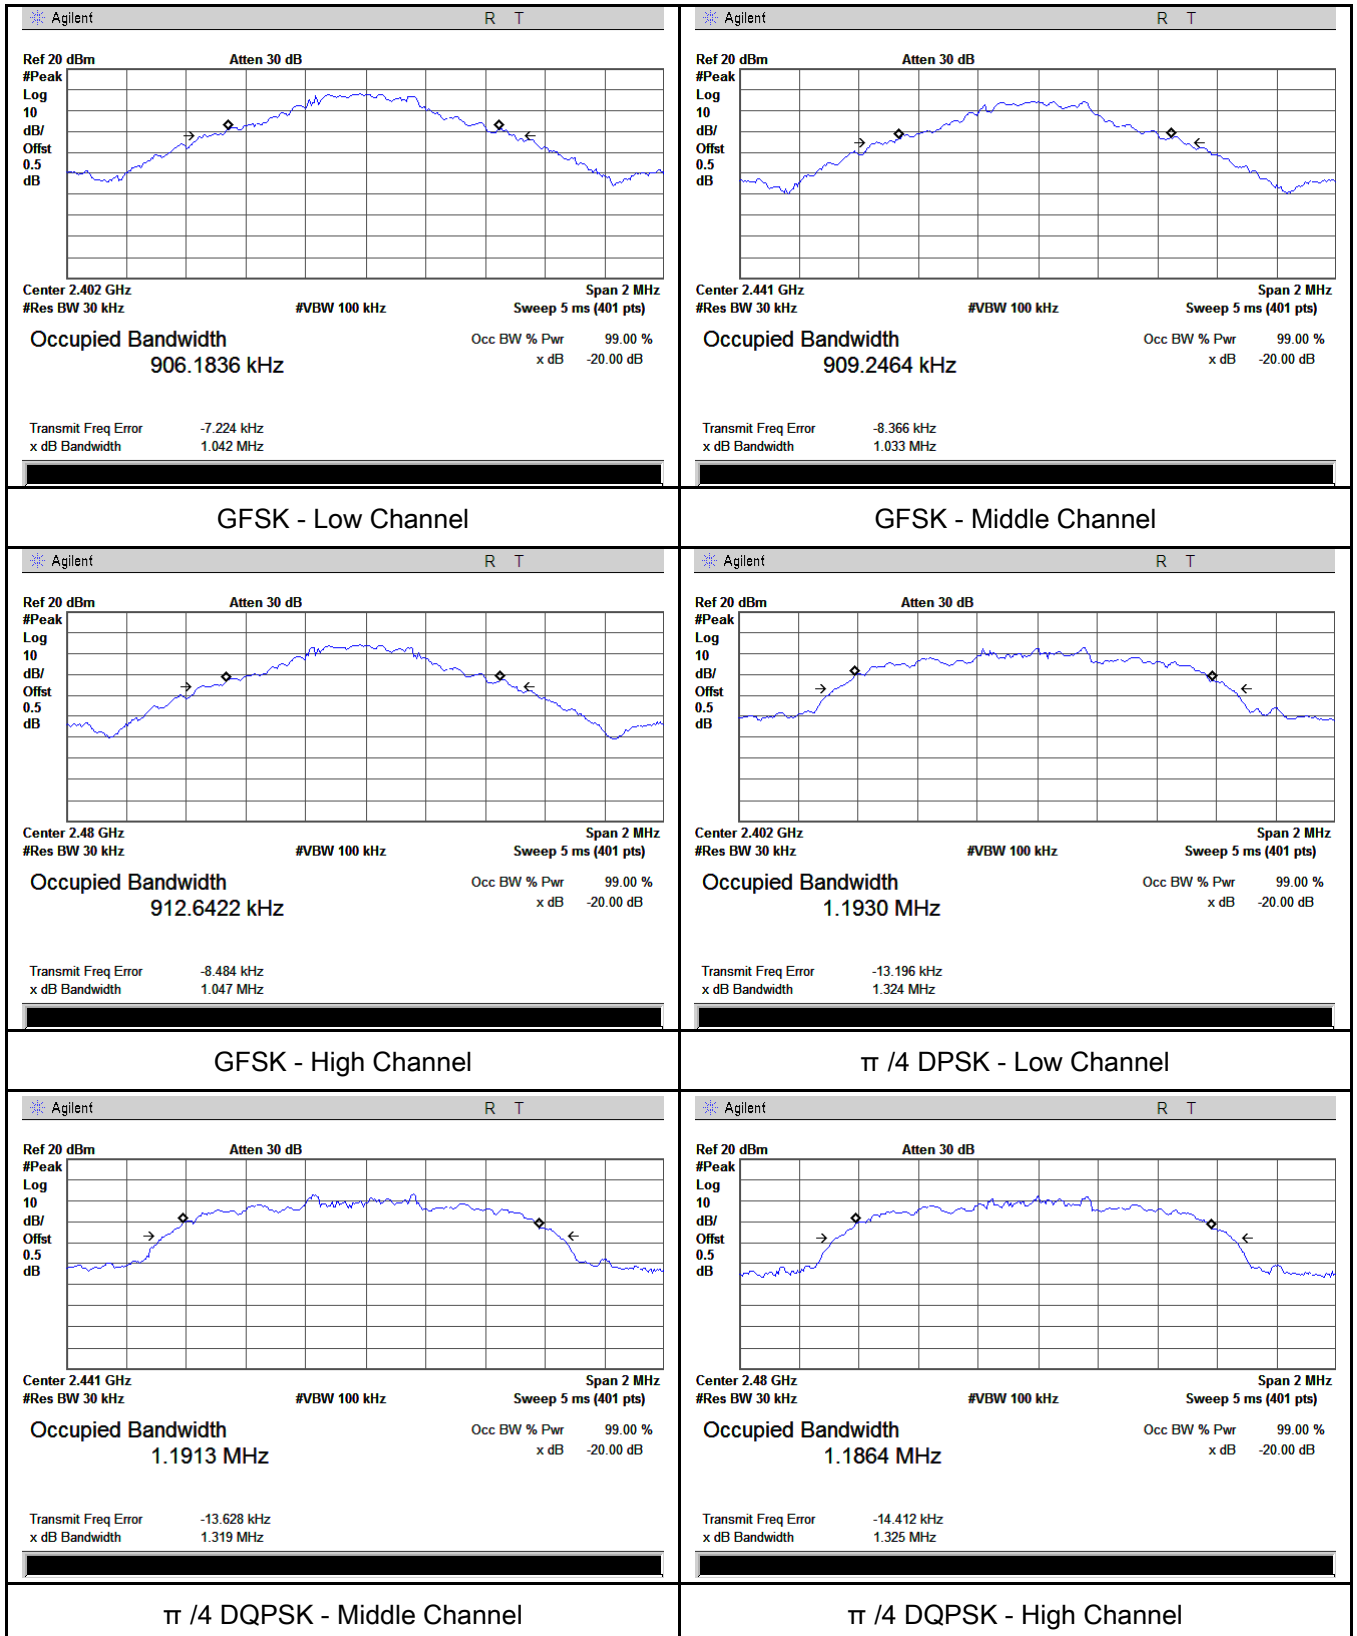 Agilent R T
Ref 20 dBm Atten 30 dB
#Peak
Log
10
dB/
Offst
0.5
dB
Center 2.402 GHz Span 2 MHz
#Res BW 30 kHz #VBW 100 kHz Sweep 5 ms (401 pts)
Occupied Bandwidth Occ BW % Pwr 99.00 %
906.1836 kHz x dB -20.00 dB
Transmit Freq Error -7.224 kHz
x dB Bandwidth 1.042 MHz
GFSK - Low Channel
Agilent R T
Ref 20 dBm Atten 30 dB
#Peak
Log
10
dB/
Offst
0.5
dB
Center 2.441 GHz Span 2 MHz
#Res BW 30 kHz #VBW 100 kHz Sweep 5 ms (401 pts)
Occupied Bandwidth Occ BW % Pwr 99.00 %
909.2464 kHz x dB -20.00 dB
Transmit Freq Error -8.366 kHz
x dB Bandwidth 1.033 MHz
GFSK - Middle Channel
Agilent R T
Ref 20 dBm Atten 30 dB
#Peak
Log
10
dB/
Offst
0.5
dB
Center 2.48 GHz Span 2 MHz
#Res BW 30 kHz #VBW 100 kHz Sweep 5 ms (401 pts)
Occupied Bandwidth Occ BW % Pwr 99.00 %
912.6422 kHz x dB -20.00 dB
Transmit Freq Error -8.484 kHz
x dB Bandwidth 1.047 MHz
GFSK - High Channel
Agilent R T
Ref 20 dBm Atten 30 dB
#Peak
Log
10
dB/
Offst
0.5
dB
Center 2.402 GHz Span 2 MHz
#Res BW 30 kHz #VBW 100 kHz Sweep 5 ms (401 pts)
Occupied Bandwidth Occ BW % Pwr 99.00 %
1.1930 MHz x dB -20.00 dB
Transmit Freq Error -13.196 kHz
x dB Bandwidth 1.324 MHz
π /4 DPSK - Low Channel
Agilent R T
Ref 20 dBm Atten 30 dB
#Peak
Log
10
dB/
Offst
0.5
dB
Center 2.441 GHz Span 2 MHz
#Res BW 30 kHz #VBW 100 kHz Sweep 5 ms (401 pts)
Occupied Bandwidth Occ BW % Pwr 99.00 %
1.1913 MHz x dB -20.00 dB
Transmit Freq Error -13.628 kHz
x dB Bandwidth 1.319 MHz
π /4 DQPSK - Middle Channel
Agilent R T
Ref 20 dBm Atten 30 dB
#Peak
Log
10
dB/
Offst
0.5
dB
Center 2.48 GHz Span 2 MHz
#Res BW 30 kHz #VBW 100 kHz Sweep 5 ms (401 pts)
Occupied Bandwidth Occ BW % Pwr 99.00 %
1.1864 MHz x dB -20.00 dB
Transmit Freq Error -14.412 kHz
x dB Bandwidth 1.325 MHz
π /4 DQPSK - High Channel